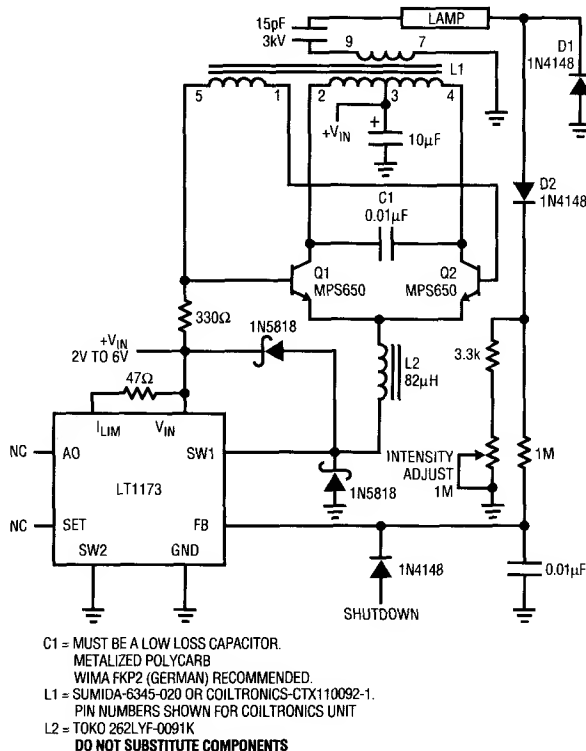 15pF
3kV
LAMP
9
7
D1
1N4148
L1
5
1
2
3
4
+VIN
+
10µF
D2
1N4148
C1
0.01µF
Q1
MPS650
Q2
MPS650
330Ω
+VIN
2V TO 6V
1N5818
3.3k
47Ω
L2
82µH
ILIM
VIN
NC
AO
SW1
INTENSITY
ADJUST
1M
1M
LT1173
1N5818
NC
SET
FB
SW2
GND
1N4148
0.01µF
SHUTDOWN
C1 = MUST BE A LOW LOSS CAPACITOR.
METALIZED POLYCARB
WIMA FKP2 (GERMAN) RECOMMENDED.
L1 = SUMIDA-6345-020 OR COILTRONICS-CTX110092-1.
PIN NUMBERS SHOWN FOR COILTRONICS UNIT
L2 = TOKO 262LYF-0091K
DO NOT SUBSTITUTE COMPONENTS